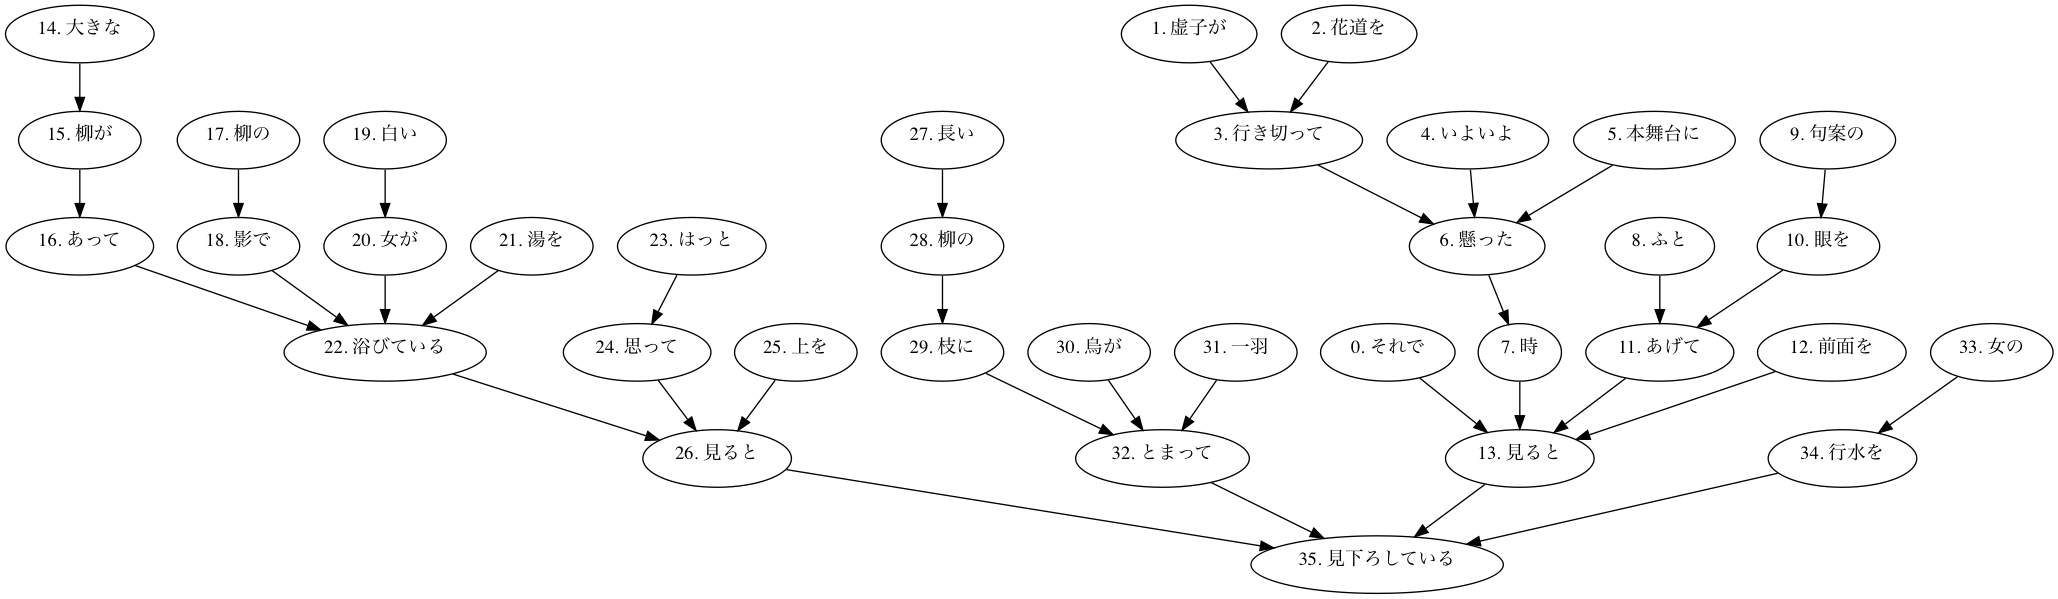 14. 大きな
1. 虚子が
2. 花道を
15. 柳が
17. 柳の
19. 白い
27. 長い
3. 行き切って
4. いよいよ
5. 本舞台に
9. 句案の
16. あって
18. 影で
20. 女が
21. 湯を
23. はっと
28. 柳の
6. 懸った
8. ふと
10. 眼を
22. 浴びている
24. 思って
25. 上を
29. 枝に
30. 烏が
31. 一羽
0. それで
7. 時
11. あげて
12. 前面を
33. 女の
26. 見ると
32. とまって
13. 見ると
34. 行水を
35. 見下ろしている